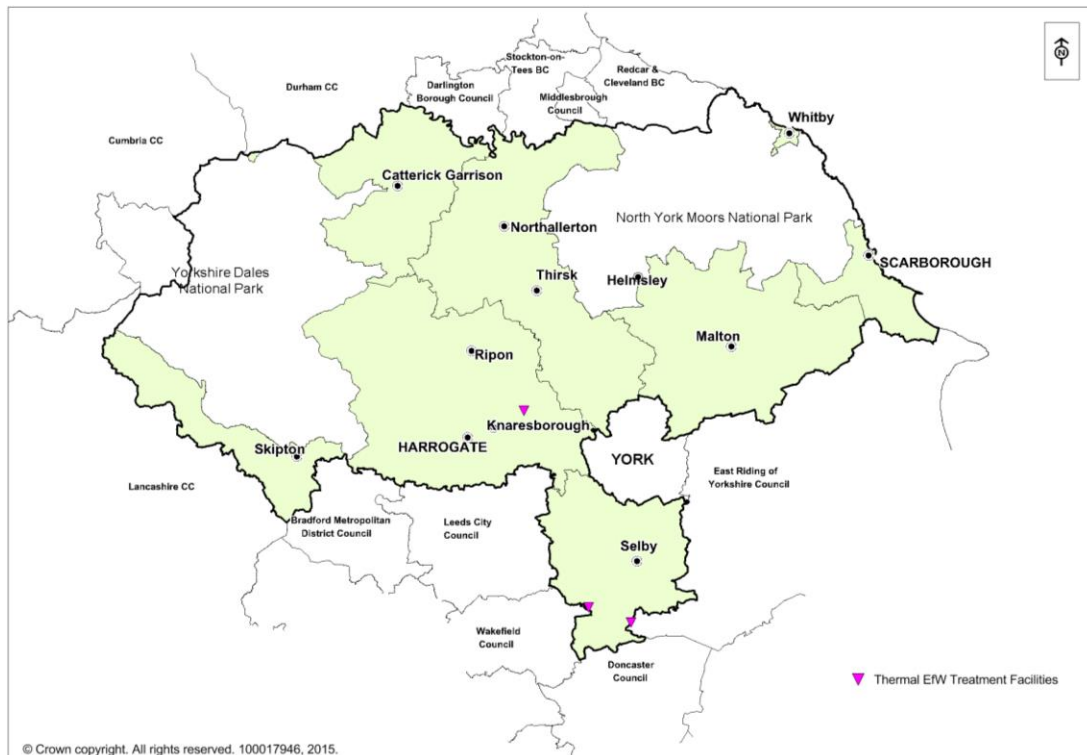 N
Stockton-on-
Tees BC
Redcar &
Cleveland BC
Durham CC
Darlington
Borough Council
Middlesbrough
Council
Whitby
Cumbria CC
Catterick Garrison
North York Moors National Park
Northallerton
SCARBOROUGH
Yorkshire Dales
National Park
Thirsk
Helmsley
Malton
Ripon
Knaresborough
HARROGATE
Skipton
YORK
East Riding of
Yorkshire Council
Lancashire CC
Bradford Metropolitan
District Council
Leeds City
Council
Selby
Wakefield
Council
Doncaster
Council
Thermal EfW Treatment Facilities
© Crown copyright. All rights reserved. 100017946, 2015.